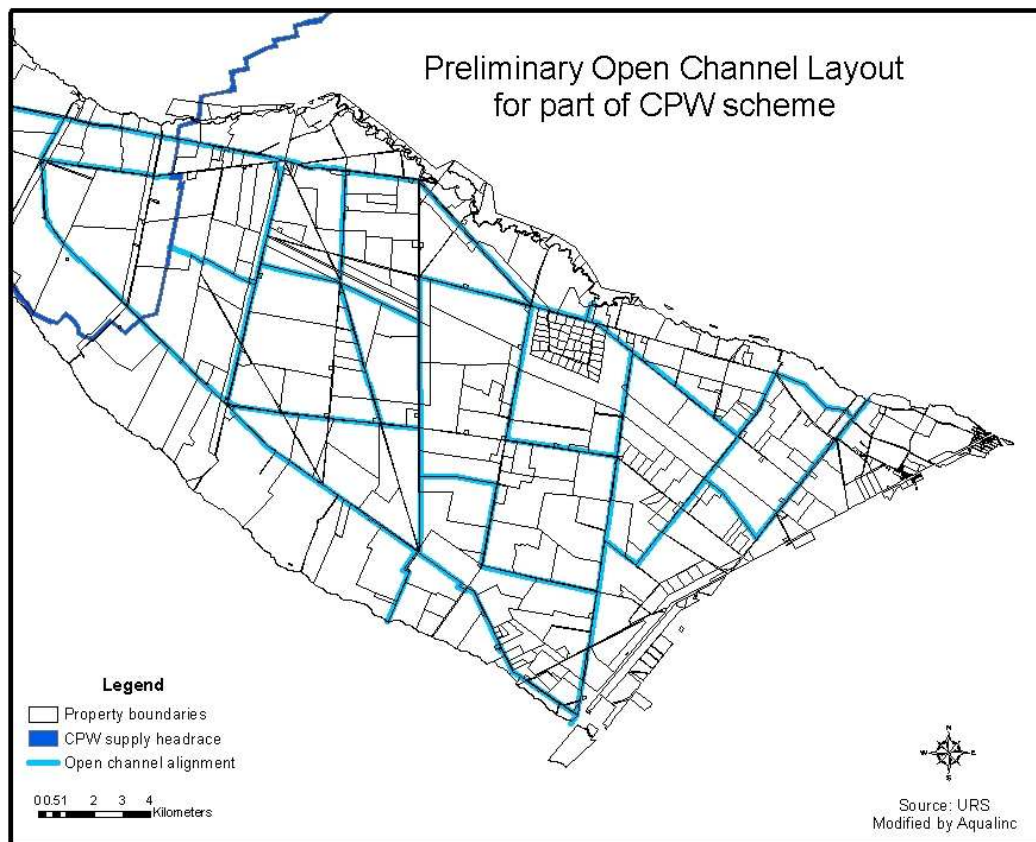 Preliminary Open Channel Layout
for part of CPW scheme
Legend
Property boundaries
CPW supply headrace
Open channel alignment
0 0.5 1 2 3 4
Kilometers
N
W E
S
Source: URS
Modified by Aqualinc